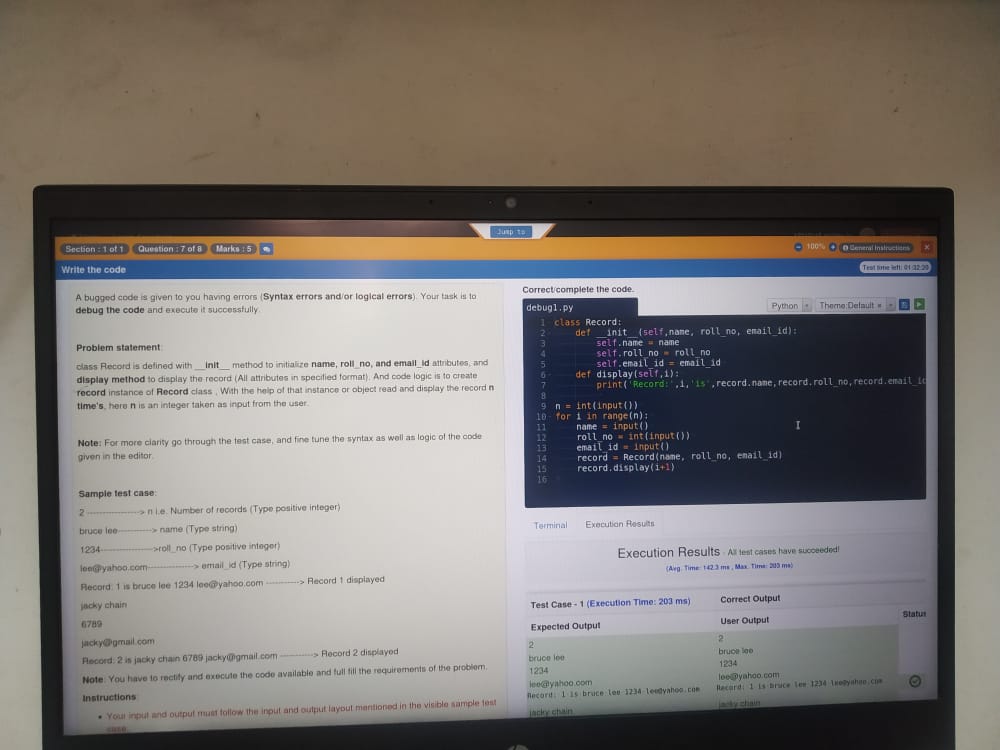 Jump to
Section : 1 of 1 Question : 7 of 8 Marks : 5
100% General Instructions
Write the code
Test time left: 01:32:20
A bugged code is given to you having errors (Syntax errors and/or logical errors). Your task is to
debug the code and execute it successfully.
Problem statement:
class Record is defined with __init__ method to initialize name, roll_no, and email_id attributes, and
display method to display the record (All attributes in specified format). And code logic is to create
record instance of Record class . With the help of that instance or object read and display the record n
time's, here n is an integer taken as input from the user.
Note: For more clarity go through the test case, and fine tune the syntax as well as logic of the code
given in the editor.
Sample test case:
2 ------------------> n i.e. Number of records (Type positive integer)
bruce lee-----------> name (Type string)
1234------------------->roll_no (Type positive integer)
lee@yahoo.com---------------> email_id (Type string)
Record: 1 is bruce lee 1234 lee@yahoo.com -----------> Record 1 displayed
jacky chain
6789
jacky@gmail.com
Record: 2 is jacky chain 6789 jacky@gmail.com -----------> Record 2 displayed
Note: You have to rectify and execute the code available and full fill the requirements of the problem.
Instructions:
• Your input and output must follow the input and output layout mentioned in the visible sample test
case.
Correct/complete the code.
debug1.py
Python Theme:Default
1 class Record:
2 def __init__(self,name, roll_no, email_id):
3 self.name = name
4 self.roll_no = roll_no
5 self.email_id = email_id
6 def display(self,i):
7 print('Record:',i,'is',record.name,record.roll_no,record.email_id
8
9 n = int(input())
10 for i in range(n):
11 name = input()
12 roll_no = int(input())
13 email_id = input()
14 record = Record(name, roll_no, email_id)
15 record.display(i+1)
16
Terminal Execution Results
Execution Results - All test cases have succeeded!
(Avg. Time: 142.3 ms , Max. Time: 203 ms)
Test Case - 1 (Execution Time: 203 ms) Correct Output
Expected Output User Output Status
2 2
bruce lee bruce lee
1234 1234
lee@yahoo.com lee@yahoo.com
Record: 1 is bruce lee 1234 lee@yahoo.com Record: 1 is bruce lee 1234 lee@yahoo.com
jacky chain jacky chain